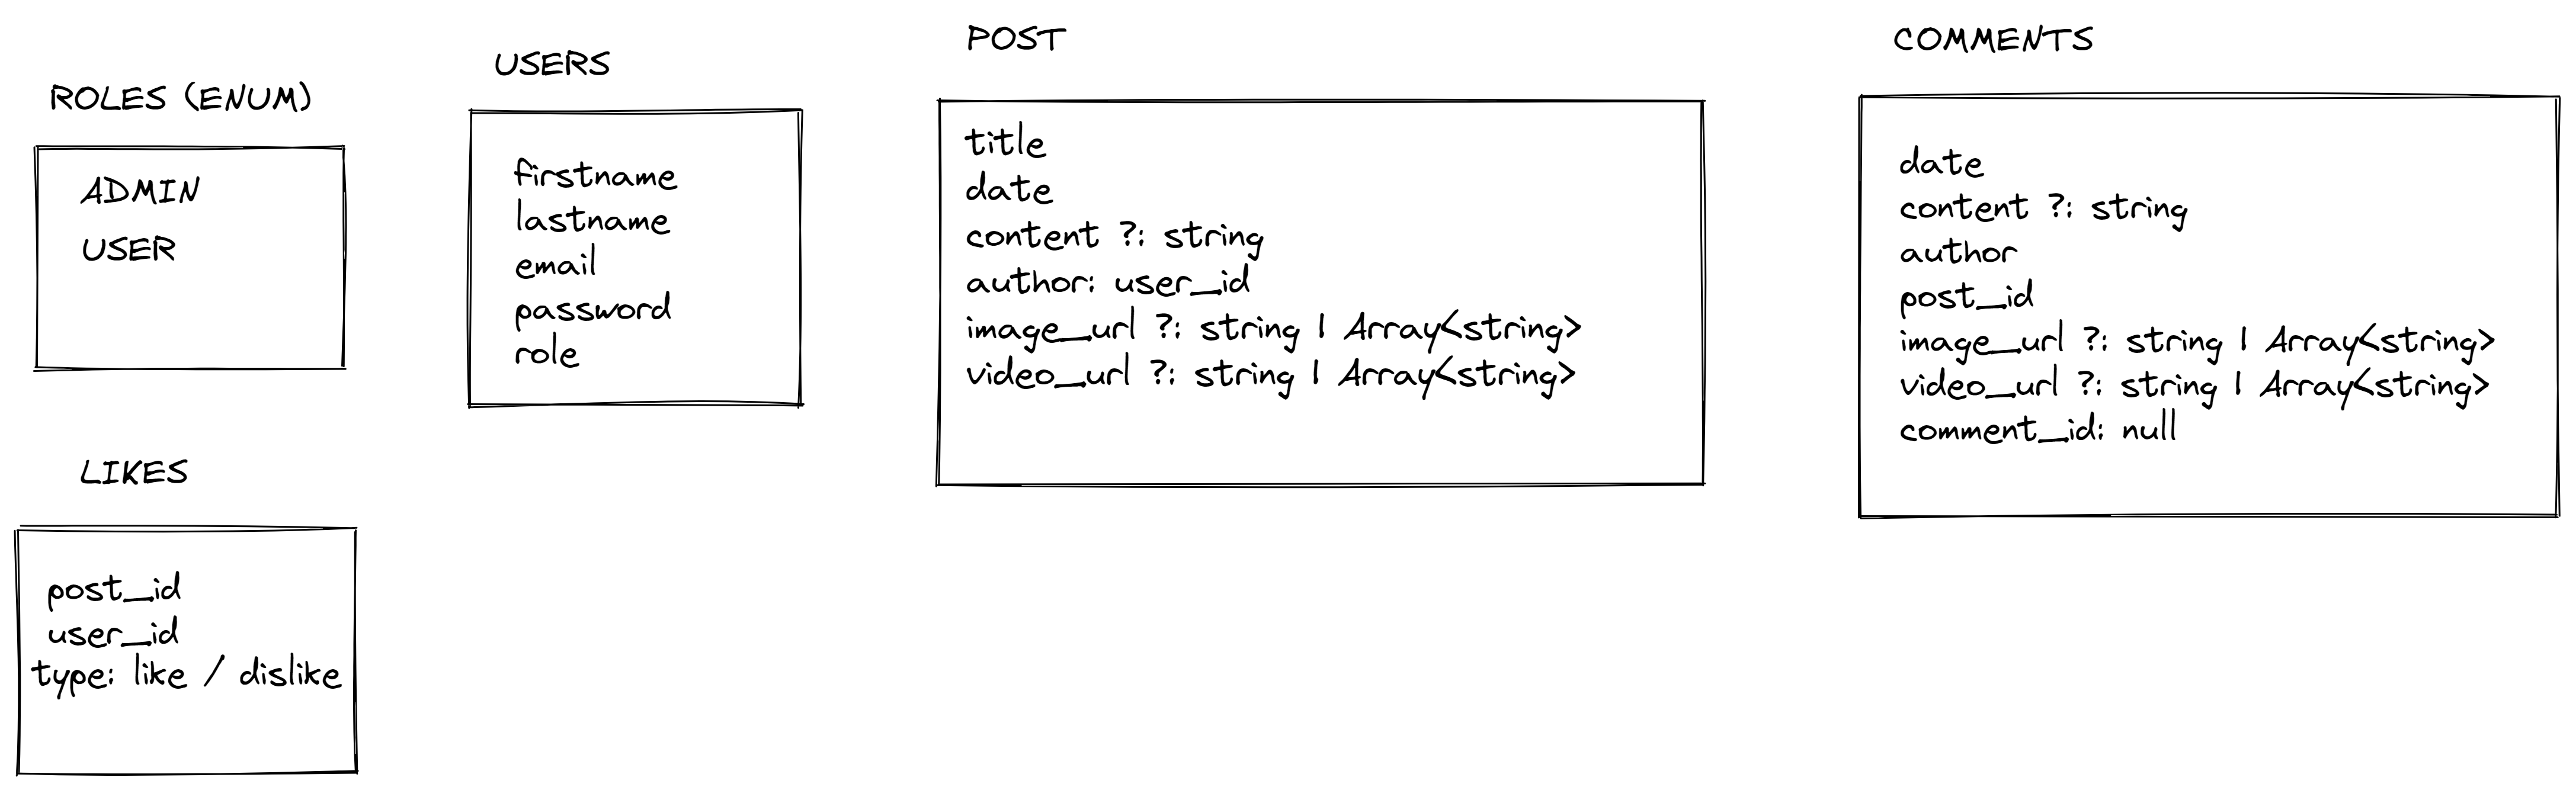 ROLES (ENUM)
ADMIN
USER
USERS
firstname
lastname
email
password
role
POST
title
date
content ?: string
author: user_id
image_url ?: string | Array<string>
video_url ?: string | Array<string>
COMMENTS
date
content ?: string
author
post_id
image_url ?: string | Array<string>
video_url ?: string | Array<string>
comment_id: null
LIKES
post_id
user_id
type: like / dislike